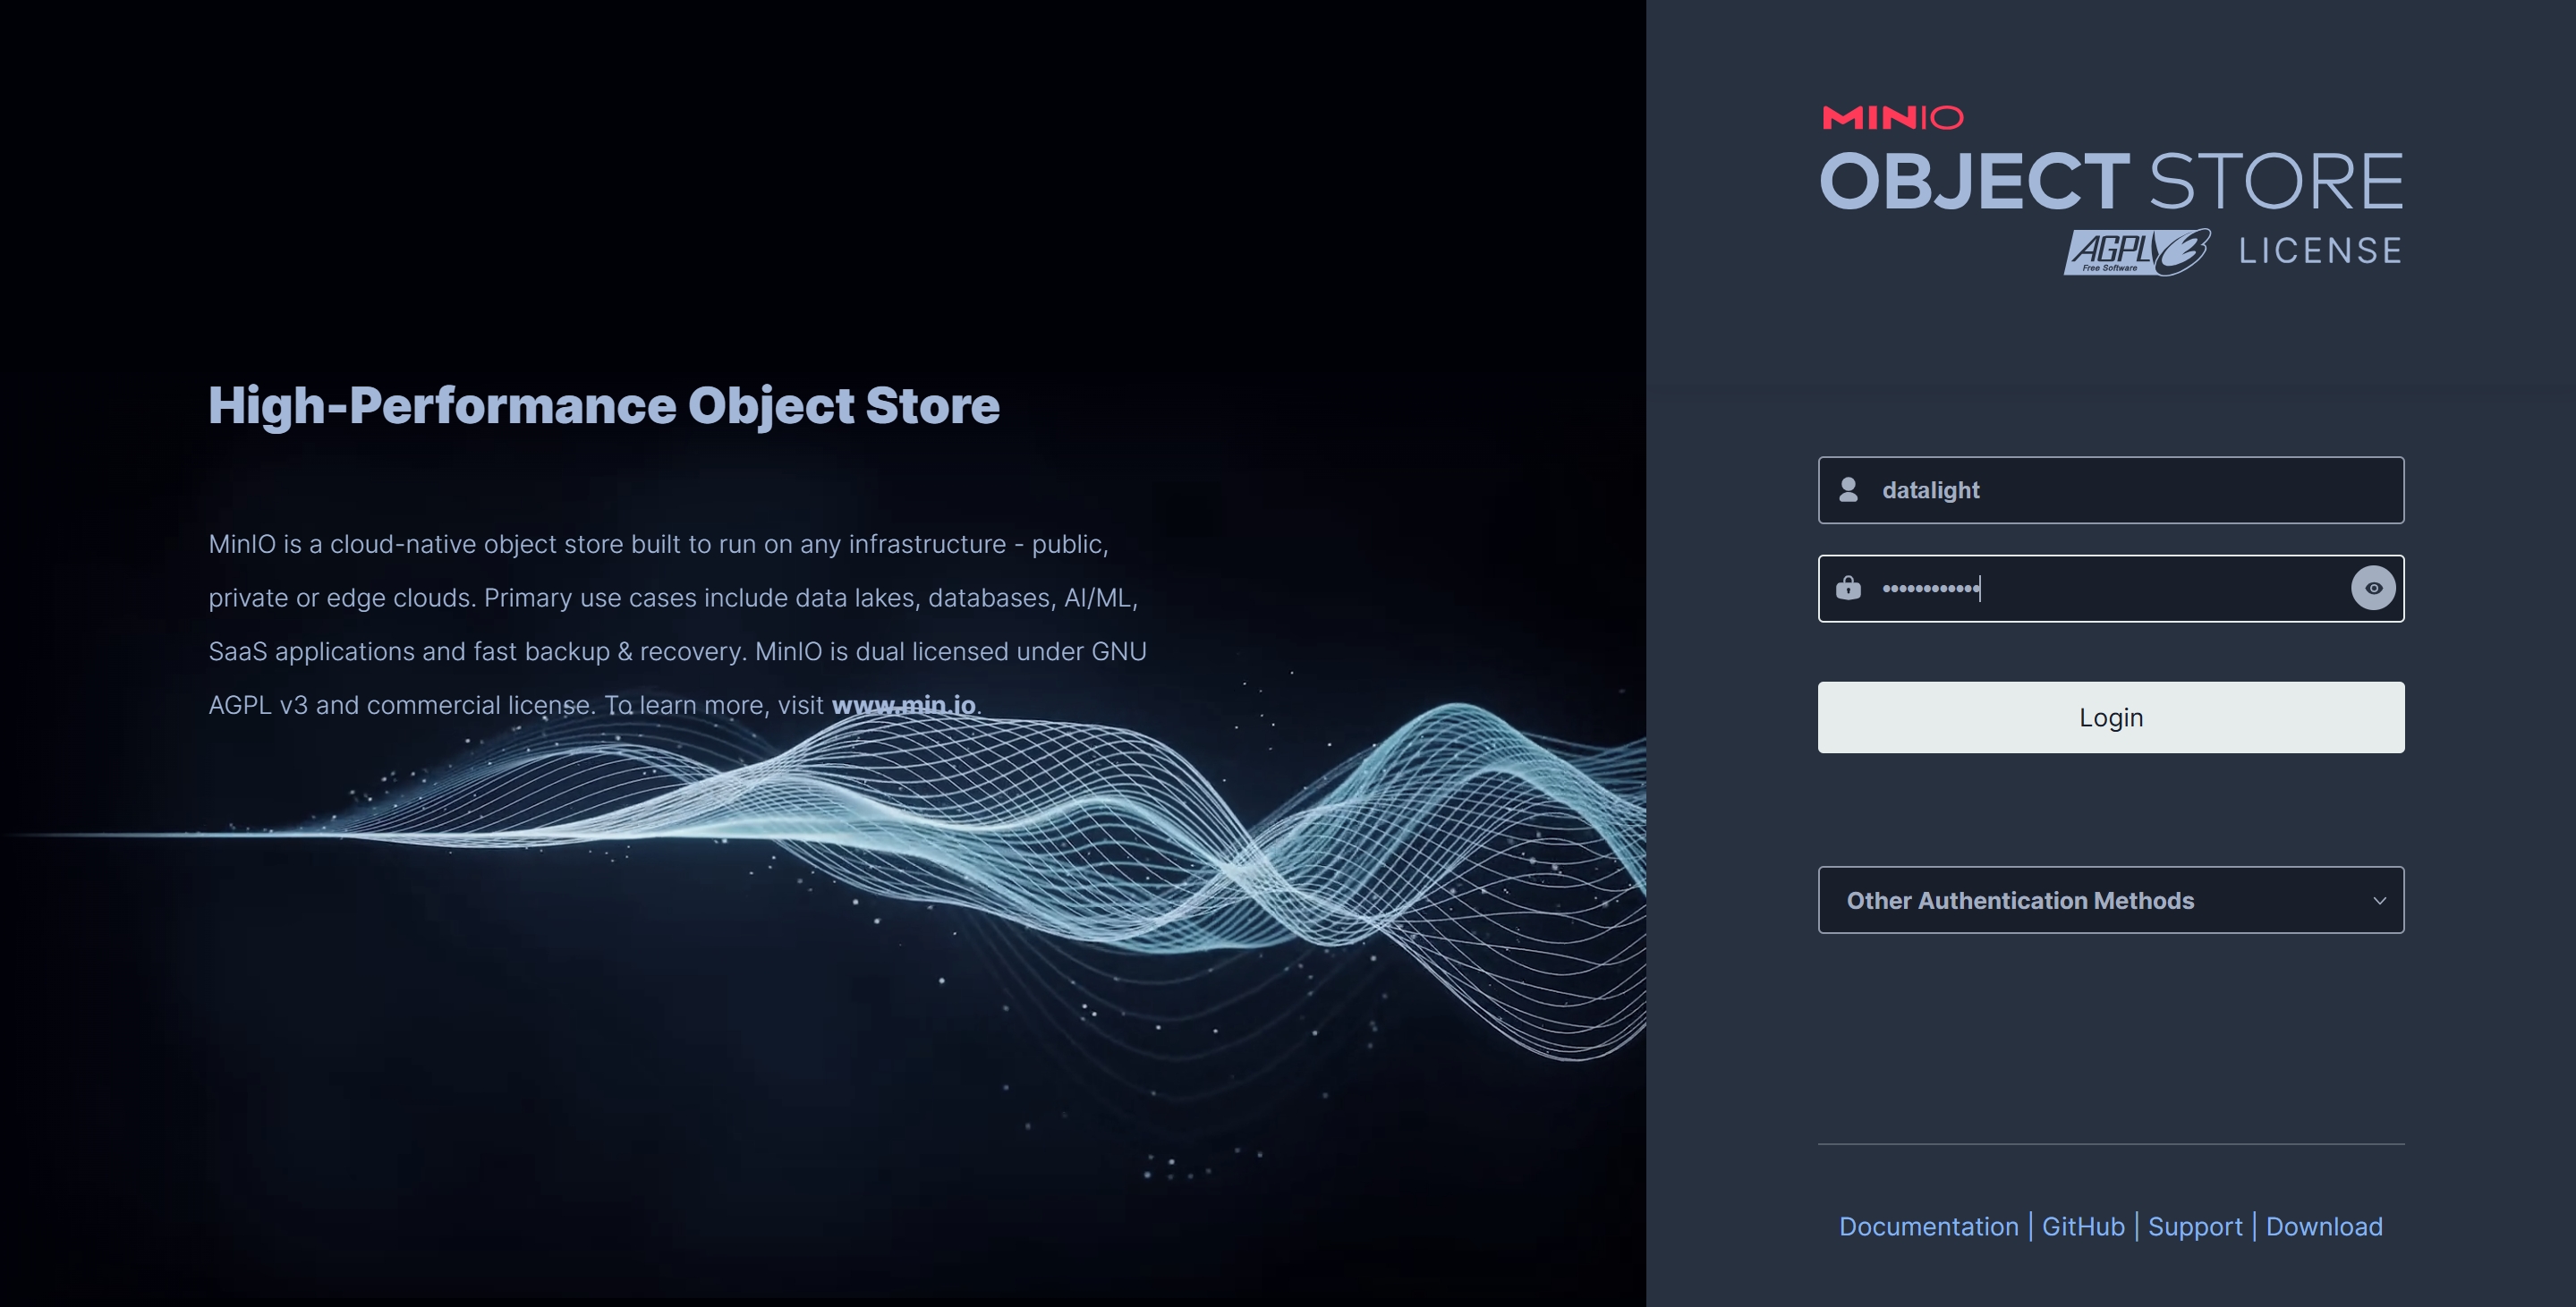 High-Performance Object Store
MinIO is a cloud-native object store built to run on any infrastructure - public,
private or edge clouds. Primary use cases include data lakes, databases, AI/ML,
SaaS applications and fast backup & recovery. MinIO is dual licensed under GNU
AGPL v3 and commercial license. To learn more, visit www.min.io.
MINIO
OBJECT STORE
AGPLv3 LICENSE
Free Software
datalight
••••••••••••
Login
Other Authentication Methods
Documentation | GitHub | Support | Download